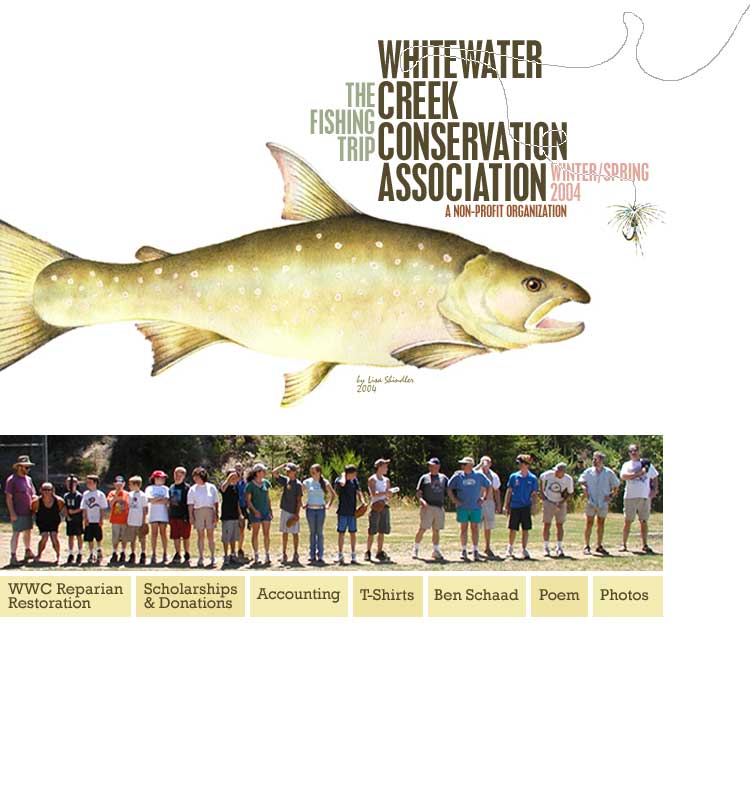 WHITEWATER
THE
CREEK
FISHING
CONSERVATION
TRIP
ASSOCIATION
WINTER/SPRING
2004
A NON-PROFIT ORGANIZATION
by Lisa Shindler
2004
WWC Reparian
Restoration
Scholarships
& Donations
Accounting
T-Shirts
Ben Schaad
Poem
Photos